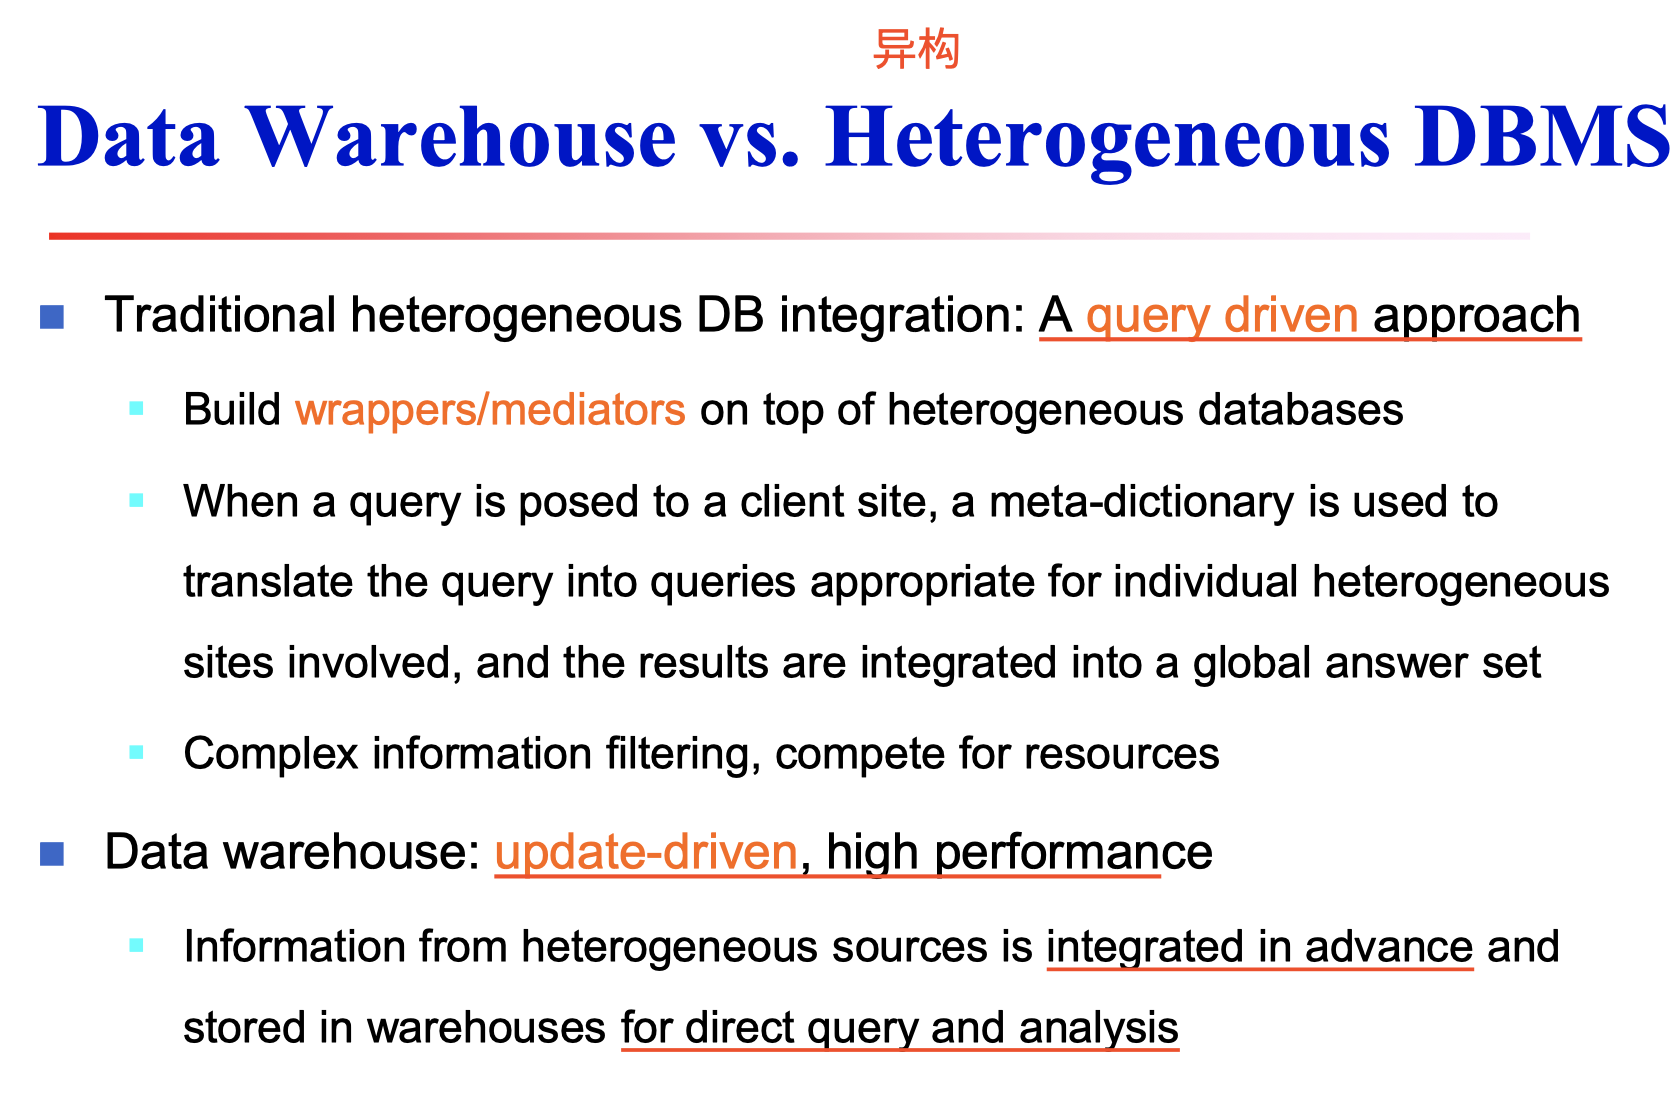 异构
Data Warehouse vs. Heterogeneous DBMS
Traditional heterogeneous DB integration: A query driven approach
Build wrappers/mediators on top of heterogeneous databases
When a query is posed to a client site, a meta-dictionary is used to
translate the query into queries appropriate for individual heterogeneous
sites involved, and the results are integrated into a global answer set
Complex information filtering, compete for resources
Data warehouse: update-driven, high performance
Information from heterogeneous sources is integrated in advance and
stored in warehouses for direct query and analysis